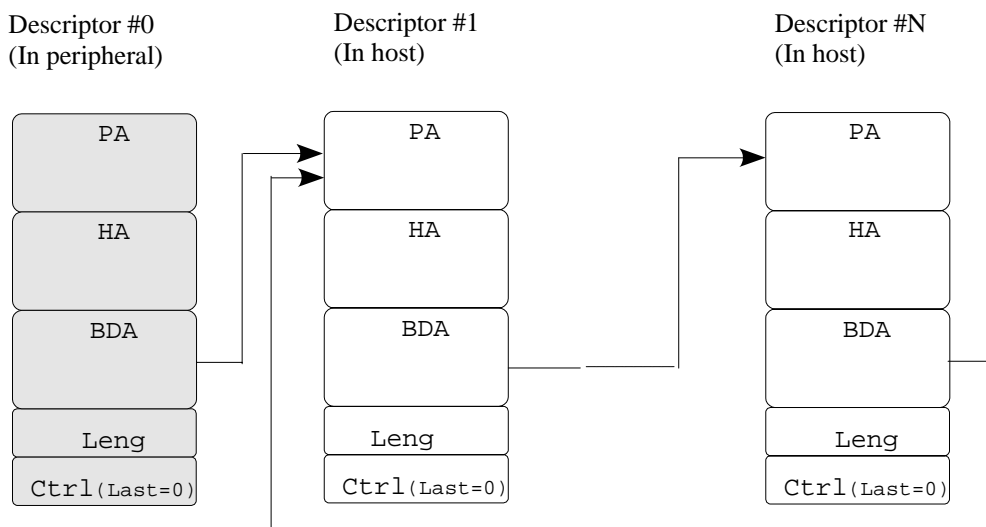 Descriptor #0
(In peripheral)
Descriptor #1
(In host)
Descriptor #N
(In host)
PA
HA
BDA
Leng
Ctrl(Last=0)
PA
HA
BDA
Leng
Ctrl(Last=0)
PA
HA
BDA
Leng
Ctrl(Last=0)